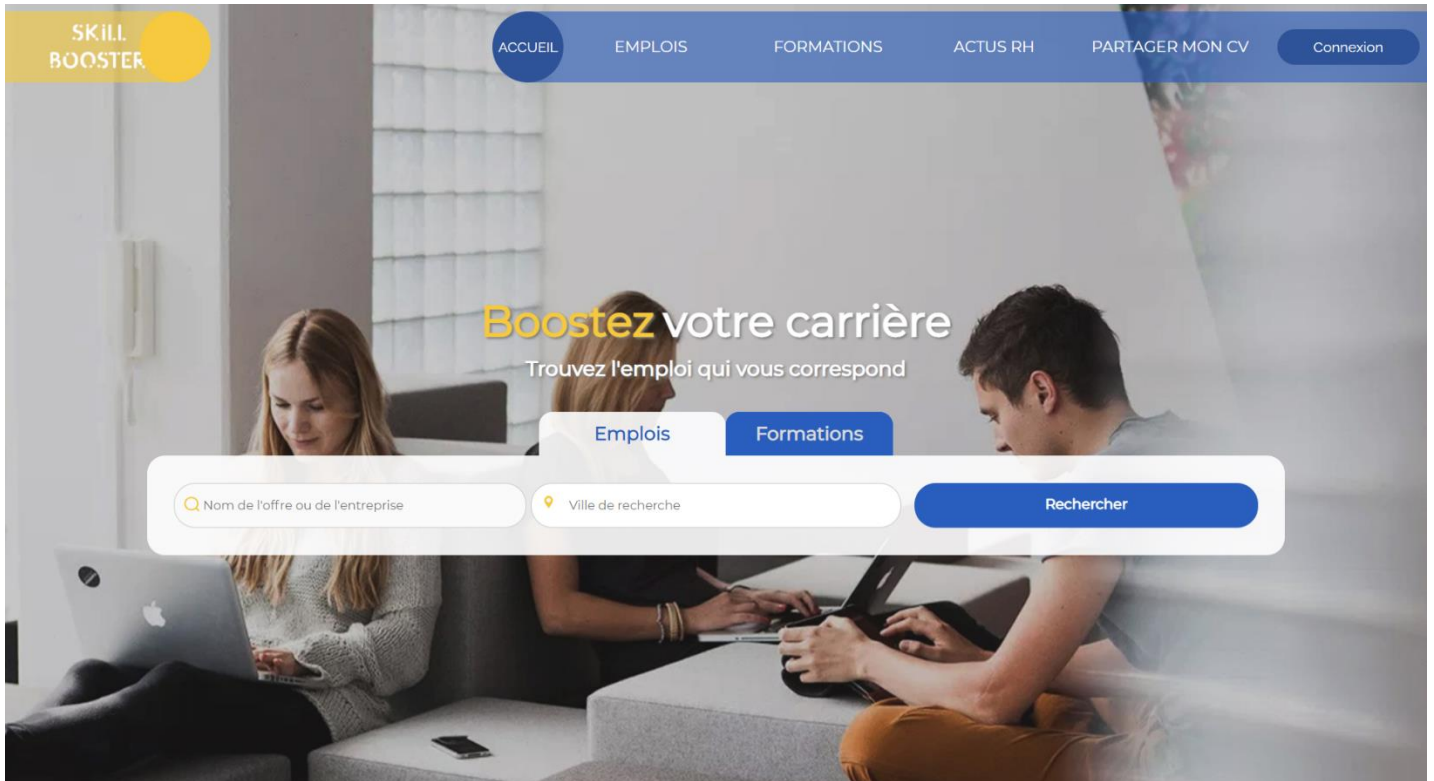 SKiLL
BOOSTER
ACCUEIL
EMPLOIS
FORMATIONS
ACTUS RH
PARTAGER MON CV
Connexion
Boostez votre carrière
Trouvez l'emploi qui vous correspond
Emplois
Formations
Nom de l'offre ou de l'entreprise
Ville de recherche
Rechercher